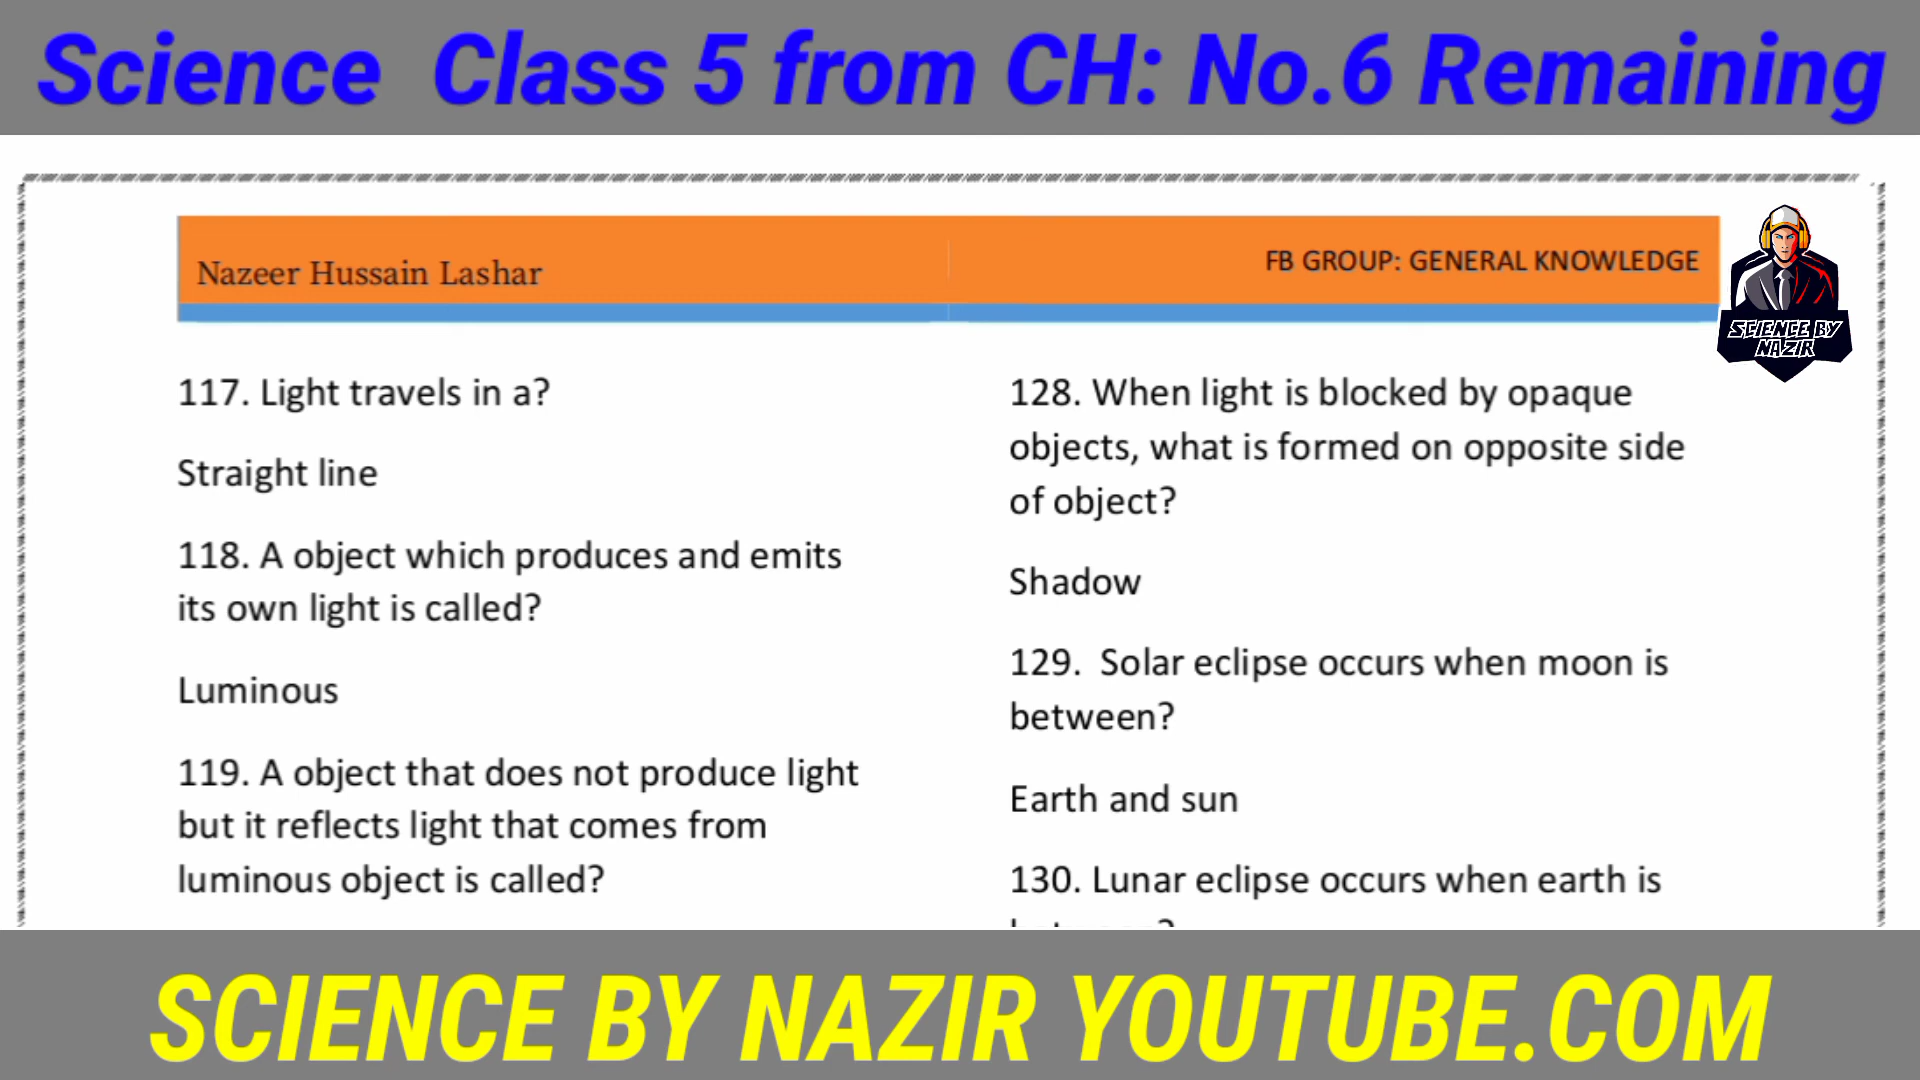 Science Class 5 from CH: No.6 Remaining
Nazeer Hussain Lashar
FB GROUP: GENERAL KNOWLEDGE
SCIENCE BY
NAZIR
117. Light travels in a?
Straight line
118. A object which produces and emits
its own light is called?
Luminous
119. A object that does not produce light
but it reflects light that comes from
luminous object is called?
128. When light is blocked by opaque
objects, what is formed on opposite side
of object?
Shadow
129. Solar eclipse occurs when moon is
between?
Earth and sun
130. Lunar eclipse occurs when earth is
SCIENCE BY NAZIR YOUTUBE.COM